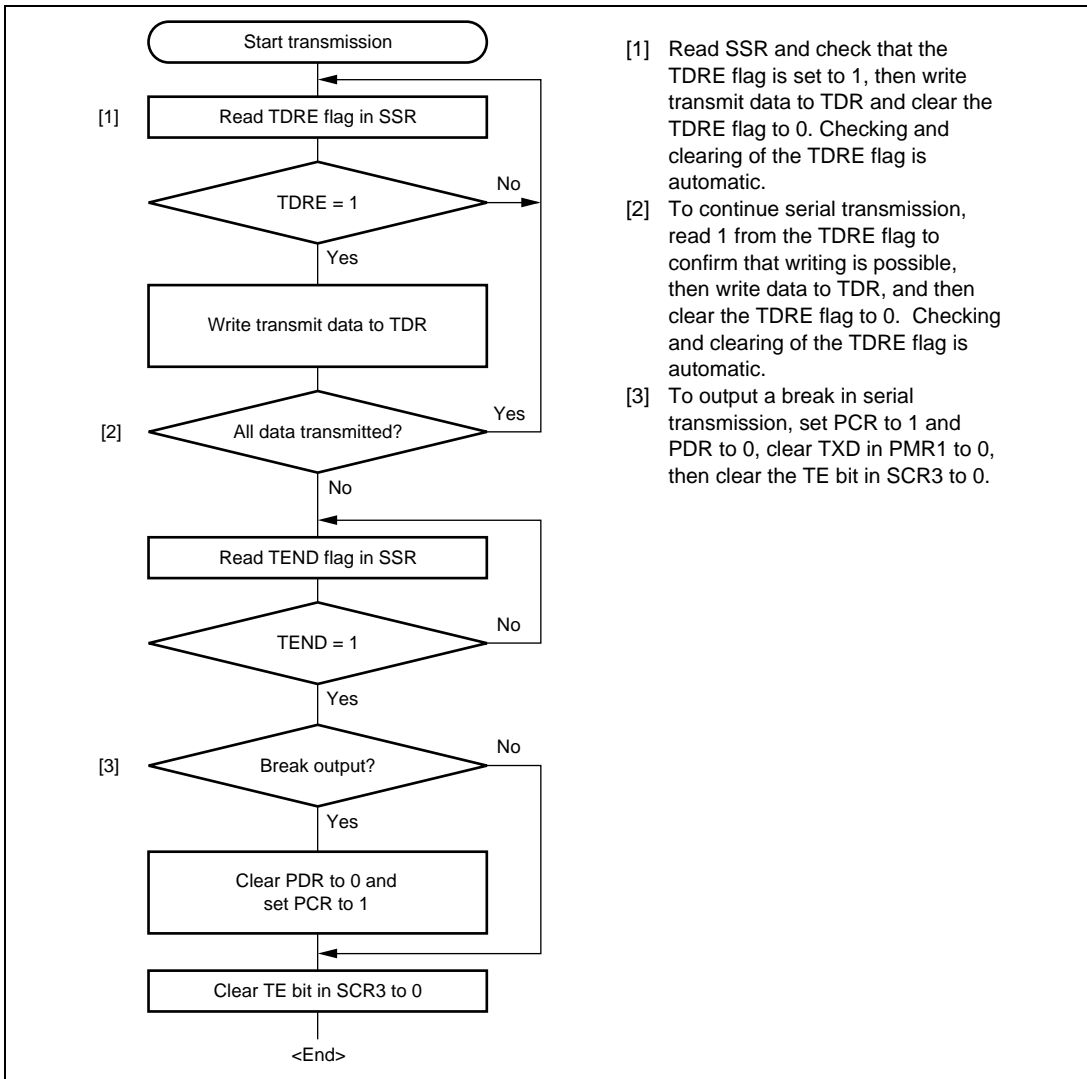 Start transmission
[1]
Read TDRE flag in SSR
TDRE = 1
No
Yes
Write transmit data to TDR
[2]
All data transmitted?
Yes
No
Read TEND flag in SSR
TEND = 1
No
Yes
[3]
Break output?
No
Yes
Clear PDR to 0 and
set PCR to 1
Clear TE bit in SCR3 to 0
<End>
[1] Read SSR and check that the
TDRE flag is set to 1, then write
transmit data to TDR and clear the
TDRE flag to 0. Checking and
clearing of the TDRE flag is
automatic.
[2] To continue serial transmission,
read 1 from the TDRE flag to
confirm that writing is possible,
then write data to TDR, and then
clear the TDRE flag to 0.  Checking
and clearing of the TDRE flag is
automatic.
[3] To output a break in serial
transmission, set PCR to 1 and
PDR to 0, clear TXD in PMR1 to 0,
then clear the TE bit in SCR3 to 0.